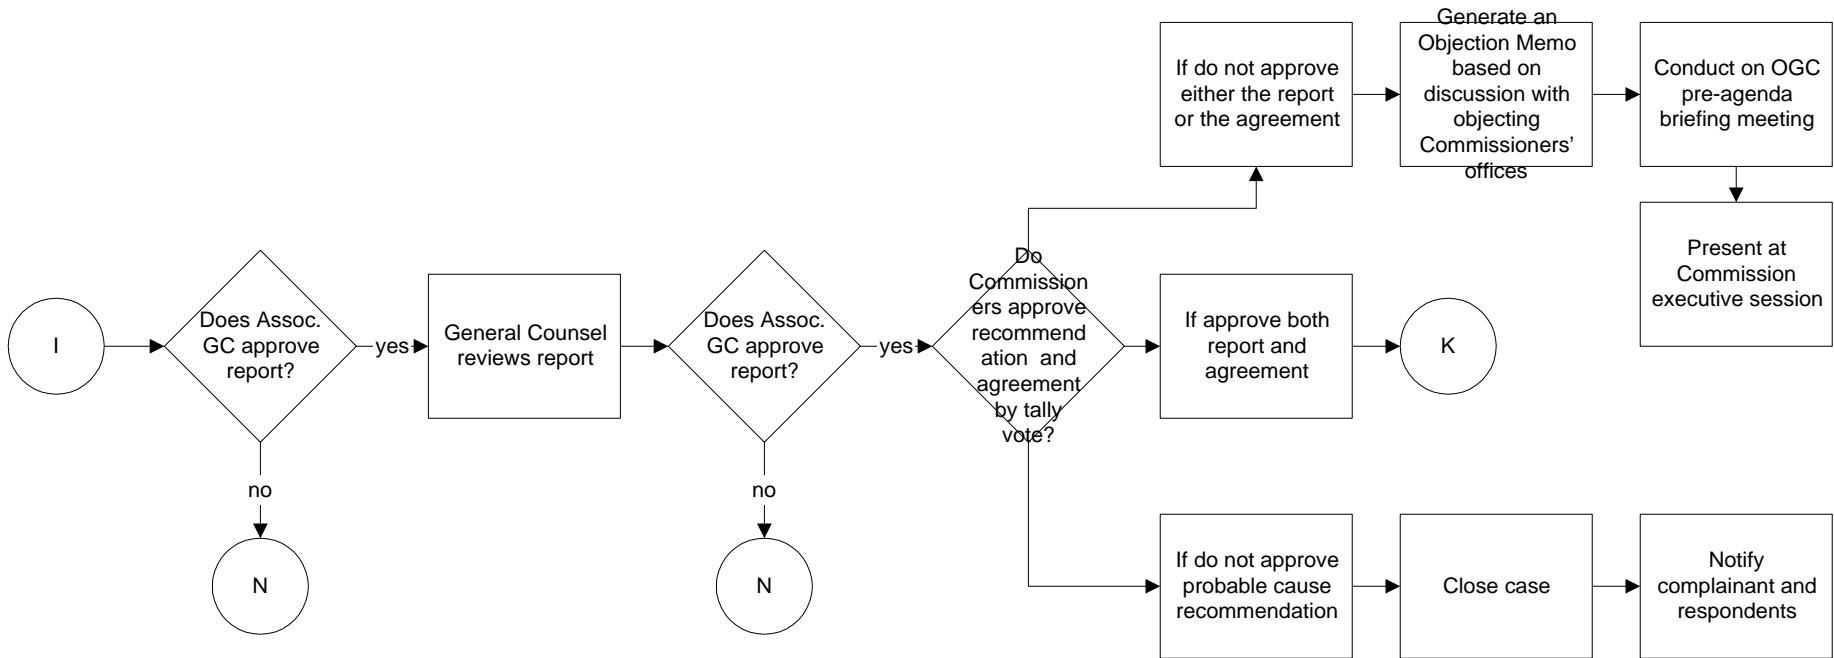 If do not approve
either the report
or the agreement
Generate an
Objection Memo
based on
discussion with
objecting
Commissioners’
offices
Conduct on OGC
pre-agenda
briefing meeting
Present at
Commission
executive session
I
Does Assoc.
GC approve
report?
yes
General Counsel
reviews report
Does Assoc.
GC approve
report?
yes
Do
Commission
ers approve
recommend
ation and
agreement
by tally
vote?
If approve both
report and
agreement
K
no
N
no
N
If do not approve
probable cause
recommendation
Close case
Notify
complainant and
respondents